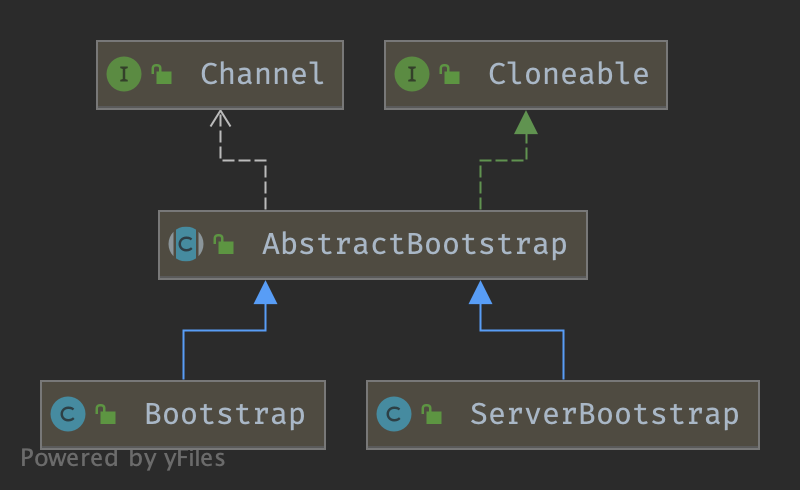 I Channel
I Cloneable
C AbstractBootstrap
C Bootstrap
C ServerBootstrap
Powered by yFiles